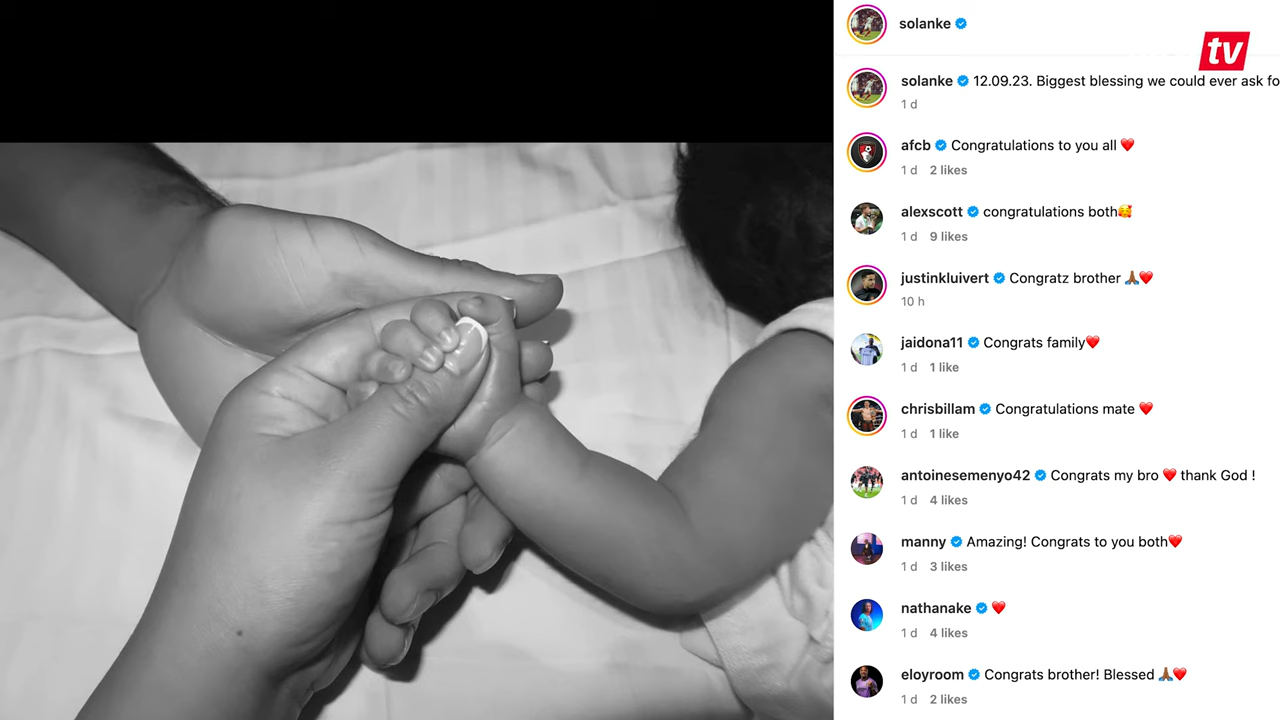 solanke
tv
solanke 12.09.23. Biggest blessing we could ever ask fo
1 d
afcb Congratulations to you all ❤️
1 d 2 likes
alexscott congratulations both🥰
1 d 9 likes
justinkluivert Congratz brother 🙏🏾❤️
10 h
jaidona11 Congrats family❤️
1 d 1 like
chrisbillam Congratulations mate ❤️
1 d 1 like
antoinesemenyo42 Congrats my bro ❤️ thank God !
1 d 4 likes
manny Amazing! Congrats to you both❤️
1 d 3 likes
nathanake ❤️
1 d 4 likes
eloyroom Congrats brother! Blessed 🙏🏾❤️
1 d 2 likes